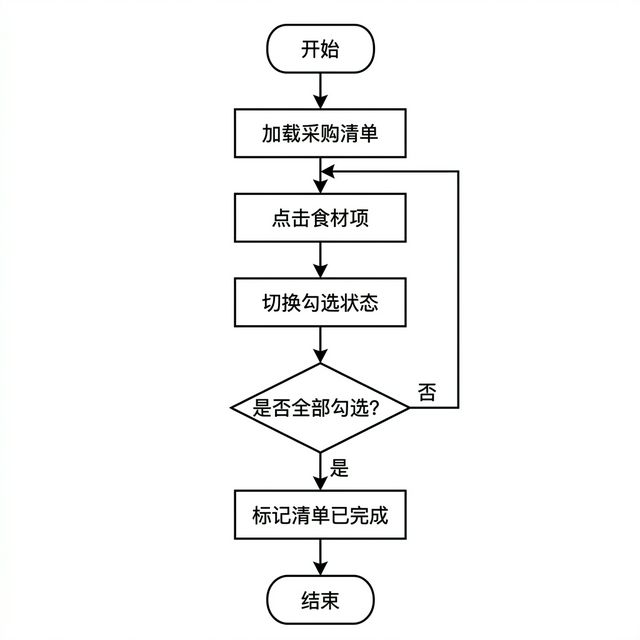 开始
加载采购清单
点击食材项
切换勾选状态
是否全部勾选?
否
是
标记清单已完成
结束